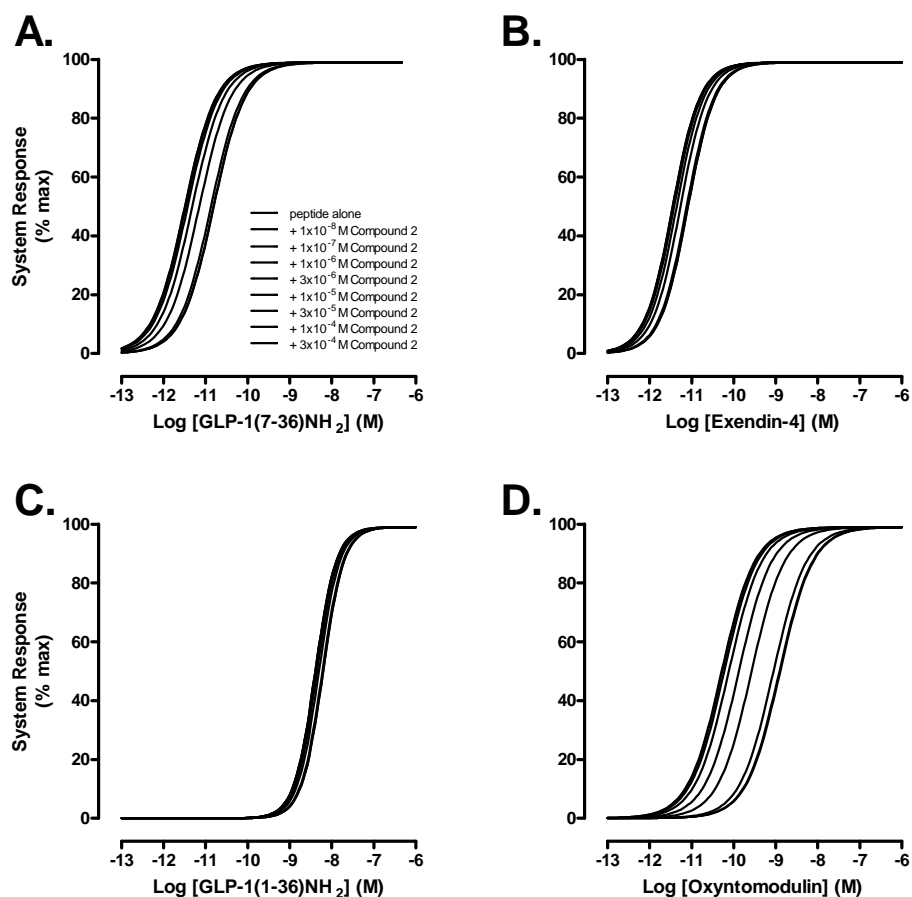 A.
100
80
60
40
20
0
System Response
(% max)
peptide alone
+ 1x10⁻⁸ M Compound 2
+ 1x10⁻⁷ M Compound 2
+ 1x10⁻⁶ M Compound 2
+ 3x10⁻⁶ M Compound 2
+ 1x10⁻⁵ M Compound 2
+ 3x10⁻⁵ M Compound 2
+ 1x10⁻⁴ M Compound 2
+ 3x10⁻⁴ M Compound 2
-13 -12 -11 -10 -9 -8 -7 -6
Log [GLP-1(7-36)NH₂] (M)
B.
100
80
60
40
20
0
-13 -12 -11 -10 -9 -8 -7 -6
Log [Exendin-4] (M)
C.
100
80
60
40
20
0
System Response
(% max)
-13 -12 -11 -10 -9 -8 -7 -6
Log [GLP-1(1-36)NH₂] (M)
D.
100
80
60
40
20
0
-13 -12 -11 -10 -9 -8 -7 -6
Log [Oxyntomodulin] (M)